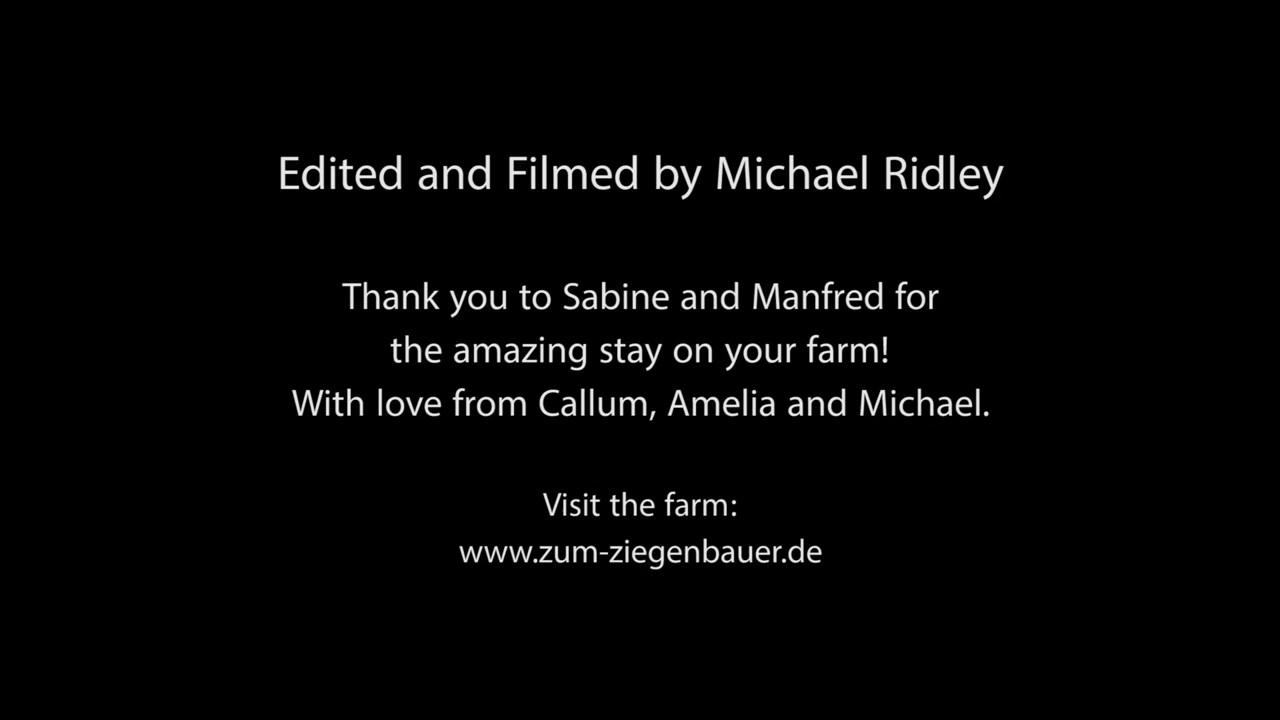 Edited and Filmed by Michael Ridley
Thank you to Sabine and Manfred for
the amazing stay on your farm!
With love from Callum, Amelia and Michael.
Visit the farm:
www.zum-ziegenbauer.de